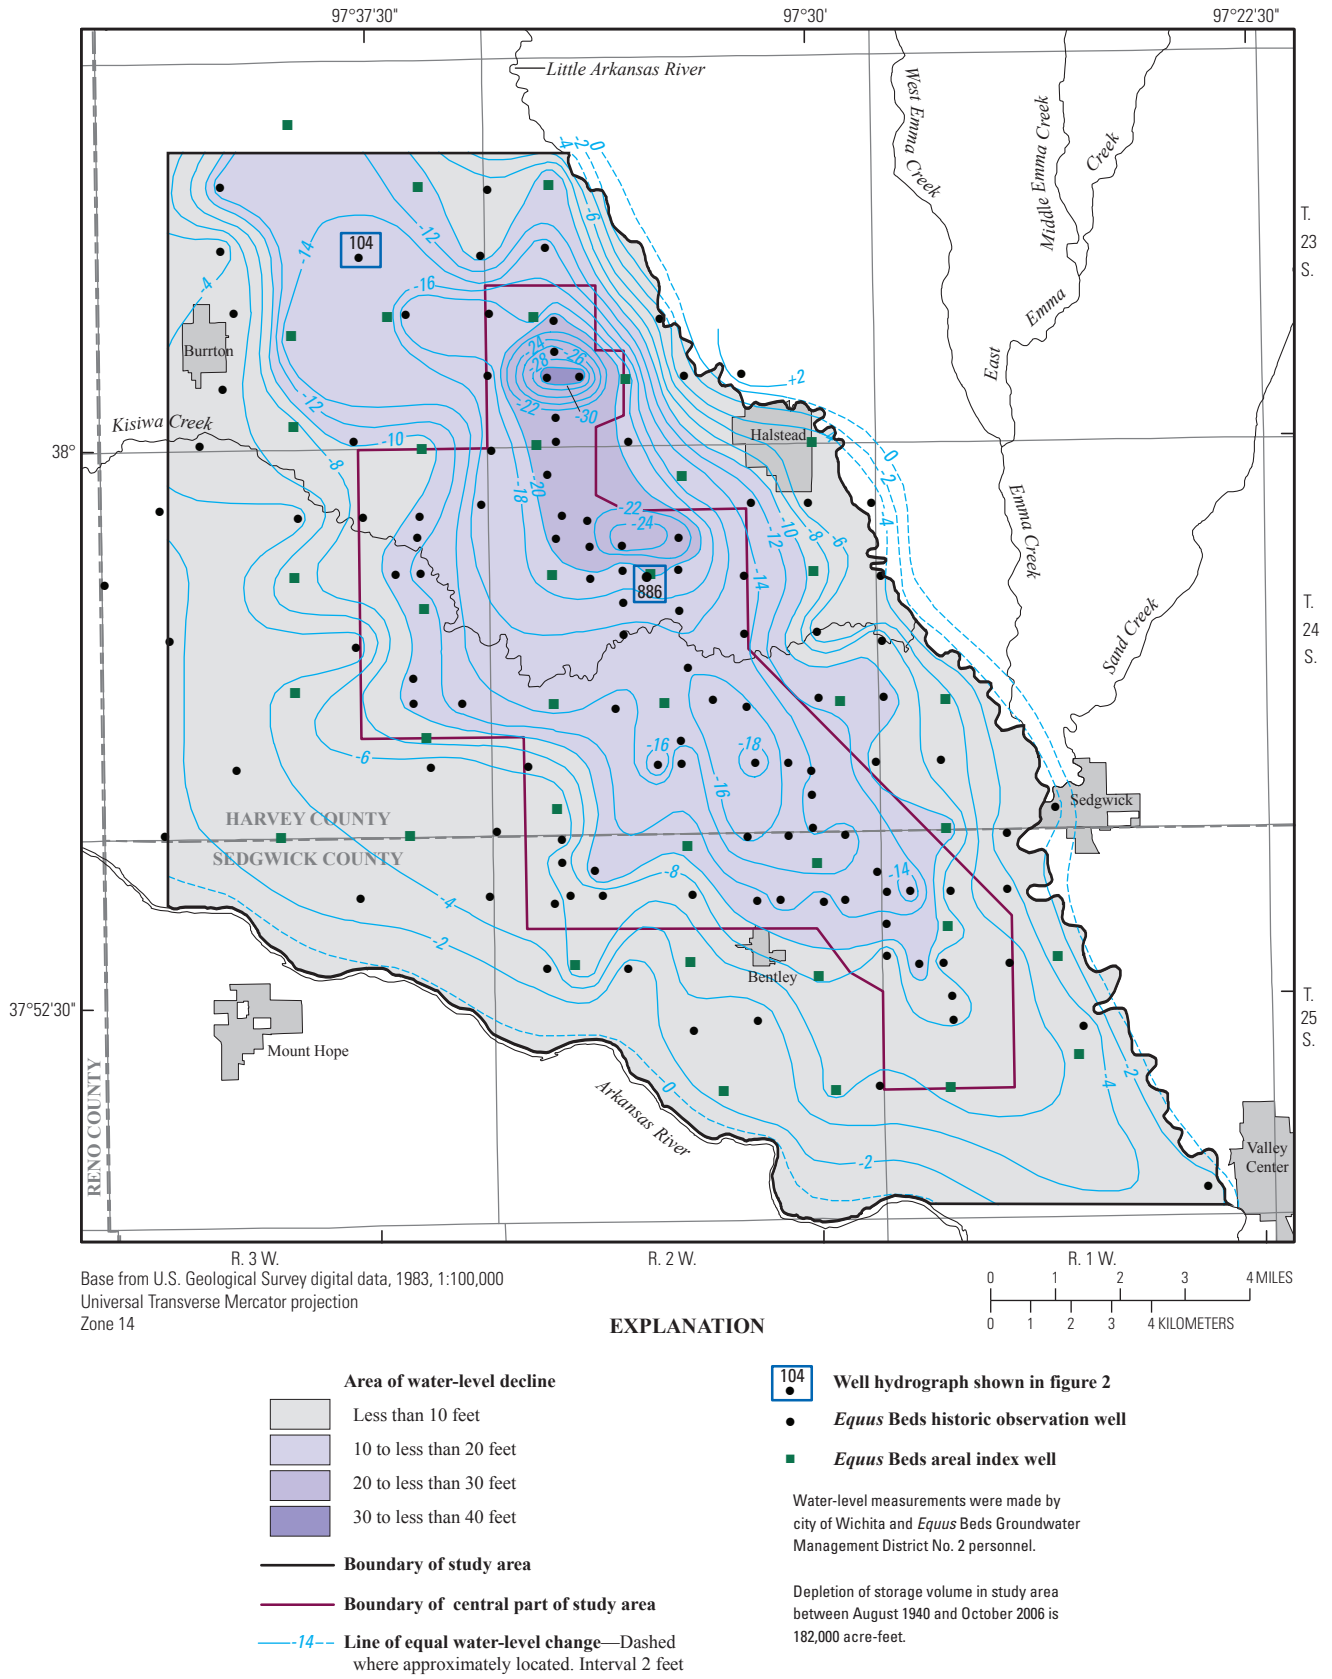 97°37'30"
97°30'
97°22'30"
Little Arkansas River
West Emma Creek
Middle Emma Creek
Creek
Emma
East
T.
23
S.
-4
-2
0
-6
-12
-14
104
-16
-4
Burrton
-24
-26
-28
-30
-22
+2
Kisiwa Creek
-12
-10
Halstead
-4
38°
-8
-18
-20
-22
-24
-10
-12
-8
-6
0
-2
-4
Emma Creek
-14
886
T.
24
S.
Sand Creek
-6
-16
-18
-16
Sedgwick
HARVEY COUNTY
SEDGWICK COUNTY
-8
-14
-4
-2
Bentley
37°52'30"
Mount Hope
T.
25
S.
RENO COUNTY
Arkansas River
0
-4
-2
-2
Valley
Center
R. 3 W.
R. 2 W.
R. 1 W.
Base from U.S. Geological Survey digital data, 1983, 1:100,000
Universal Transverse Mercator projection
Zone 14
0 1 2 3 4 MILES
0 1 2 3 4 KILOMETERS
EXPLANATION
Area of water-level decline
Less than 10 feet
10 to less than 20 feet
20 to less than 30 feet
30 to less than 40 feet
Boundary of study area
Boundary of central part of study area
-14 Line of equal water-level change—Dashed
where approximately located. Interval 2 feet
104 Well hydrograph shown in figure 2
Equus Beds historic observation well
Equus Beds areal index well
Water-level measurements were made by
city of Wichita and Equus Beds Groundwater
Management District No. 2 personnel.
Depletion of storage volume in study area
between August 1940 and October 2006 is
182,000 acre-feet.